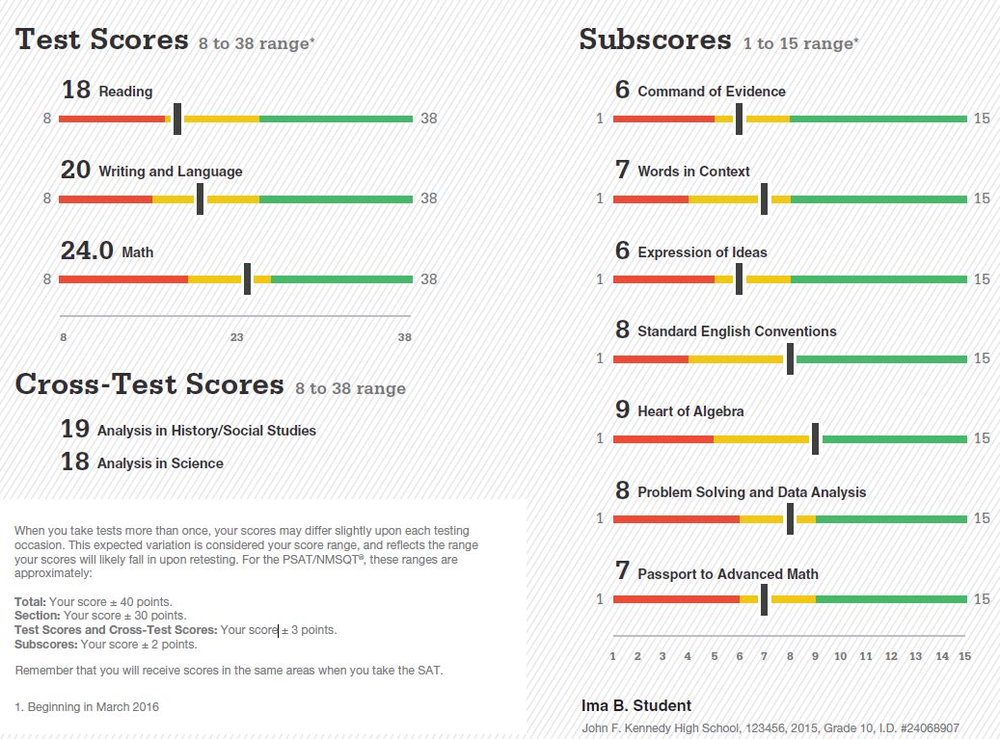 Test Scores 8 to 38 range*
18 Reading
8 38
20 Writing and Language
8 38
24.0 Math
8 38
8 23 38
Cross-Test Scores 8 to 38 range
19 Analysis in History/Social Studies
18 Analysis in Science
When you take tests more than once, your scores may differ slightly upon each testing
occasion. This expected variation is considered your score range, and reflects the range
your scores will likely fall in upon retesting. For the PSAT/NMSQT®, these ranges are
approximately:
Total: Your score ± 40 points.
Section: Your score ± 30 points.
Test Scores and Cross-Test Scores: Your score ± 3 points.
Subscores: Your score ± 2 points.
Remember that you will receive scores in the same areas when you take the SAT.
1. Beginning in March 2016
Subscores 1 to 15 range*
6 Command of Evidence
1 15
7 Words in Context
1 15
6 Expression of Ideas
1 15
8 Standard English Conventions
1 15
9 Heart of Algebra
1 15
8 Problem Solving and Data Analysis
1 15
7 Passport to Advanced Math
1 15
1 2 3 4 5 6 7 8 9 10 11 12 13 14 15
Ima B. Student
John F. Kennedy High School, 123456, 2015, Grade 10, I.D. #24068907